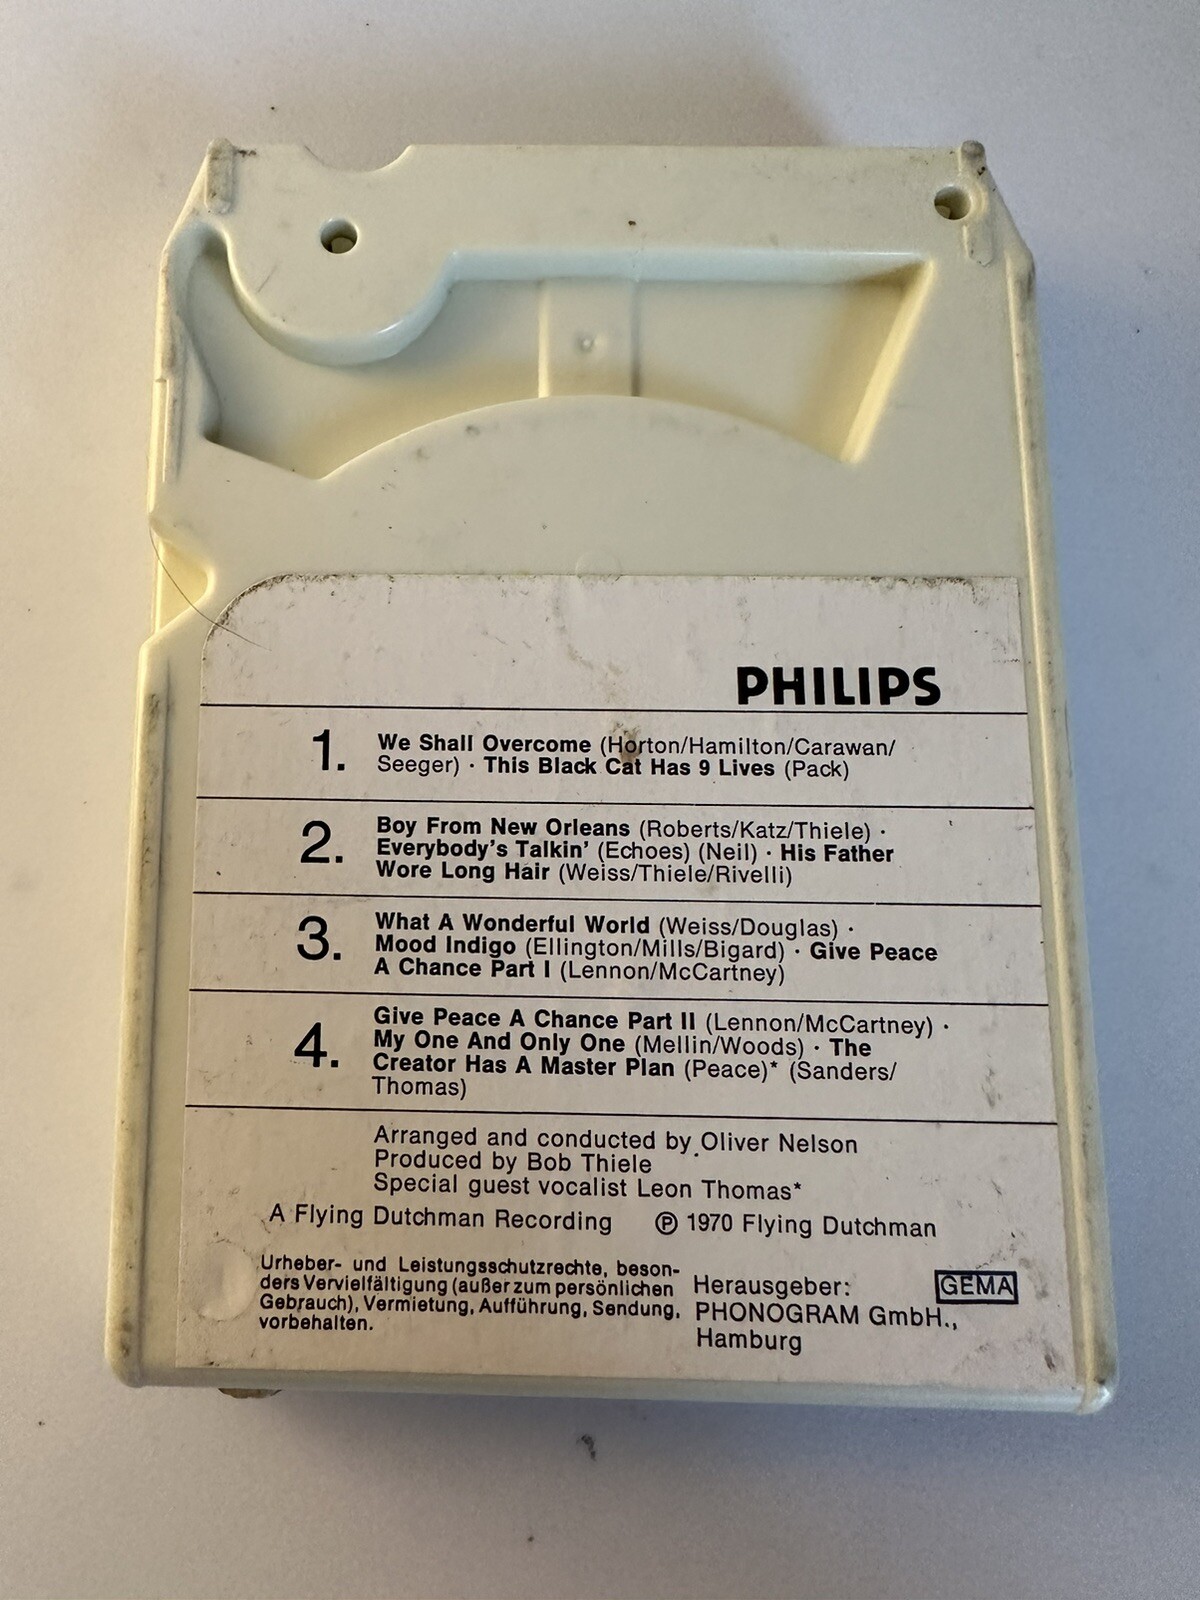 PHILIPS
1. We Shall Overcome (Horton/Hamilton/Carawan/
Seeger) · This Black Cat Has 9 Lives (Pack)
2. Boy From New Orleans (Roberts/Katz/Thiele) ·
Everybody's Talkin' (Echoes) (Neil) · His Father
Wore Long Hair (Weiss/Thiele/Rivelli)
3. What A Wonderful World (Weiss/Douglas) ·
Mood Indigo (Ellington/Mills/Bigard) · Give Peace
A Chance Part I (Lennon/McCartney)
4. Give Peace A Chance Part II (Lennon/McCartney) ·
My One And Only One (Mellin/Woods) · The
Creator Has A Master Plan (Peace)* (Sanders/
Thomas)
Arranged and conducted by Oliver Nelson
Produced by Bob Thiele
Special guest vocalist Leon Thomas*
A Flying Dutchman Recording ℗ 1970 Flying Dutchman
Urheber- und Leistungsschutzrechte, beson-
ders Vervielfältigung (außer zum persönlichen
Gebrauch), Vermietung, Aufführung, Sendung,
vorbehalten.
Herausgeber: GEMA
PHONOGRAM GmbH.,
Hamburg